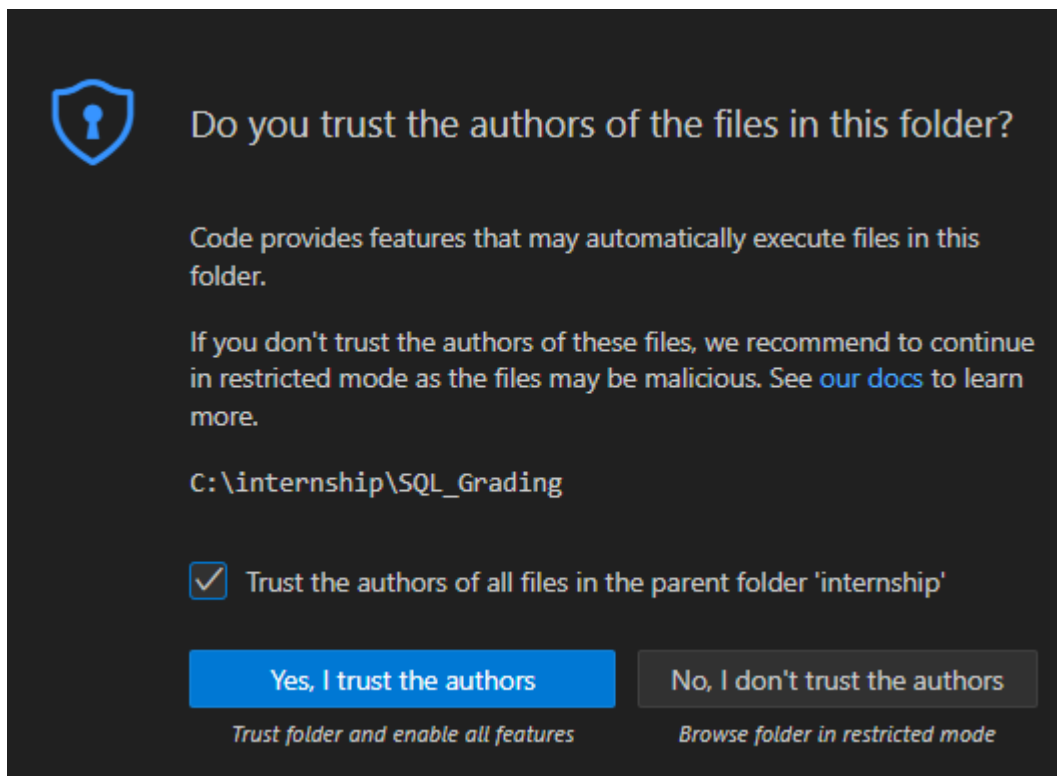 Do you trust the authors of the files in this folder?
Code provides features that may automatically execute files in this
folder.
If you don't trust the authors of these files, we recommend to continue
in restricted mode as the files may be malicious. See our docs to learn
more.
C:\internship\SQL_Grading
Trust the authors of all files in the parent folder 'internship'
Yes, I trust the authors
No, I don't trust the authors
Trust folder and enable all features
Browse folder in restricted mode